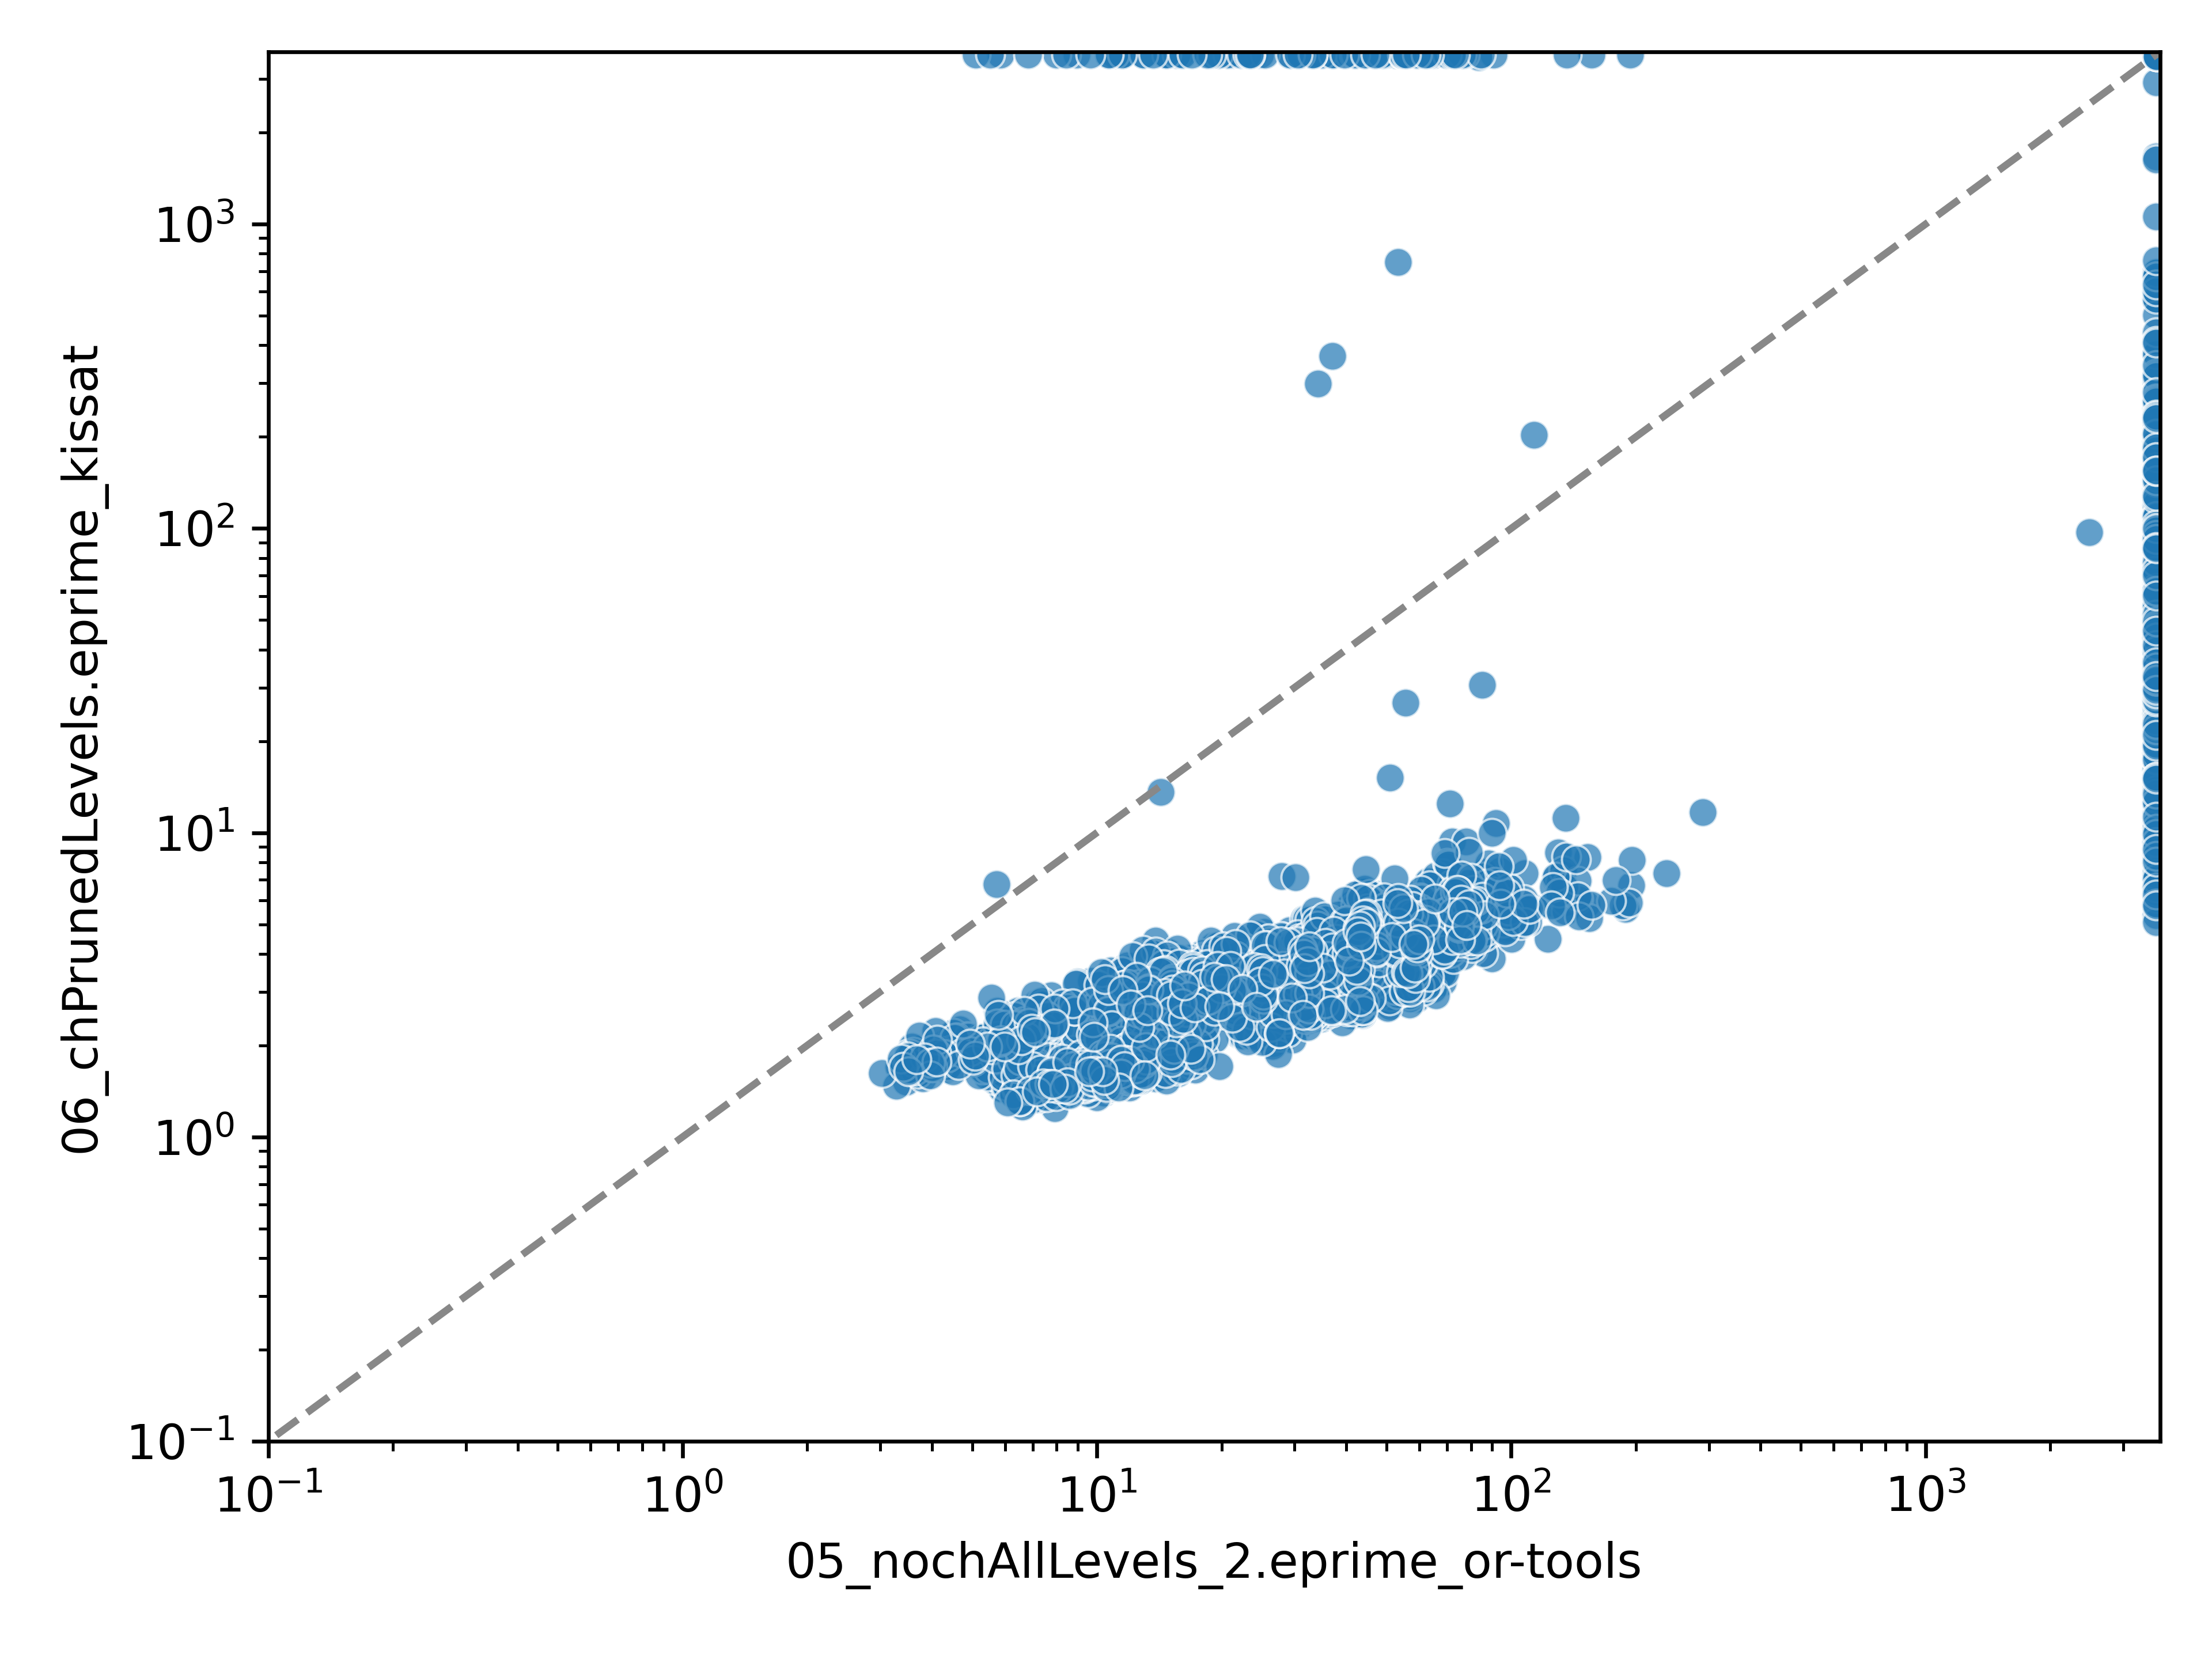 10³
10²
10¹
10⁰
10⁻¹
06_chPrunedLevels.eprime_kissat
10⁻¹ 10⁰ 10¹ 10² 10³
05_nochAllLevels_2.eprime_or-tools